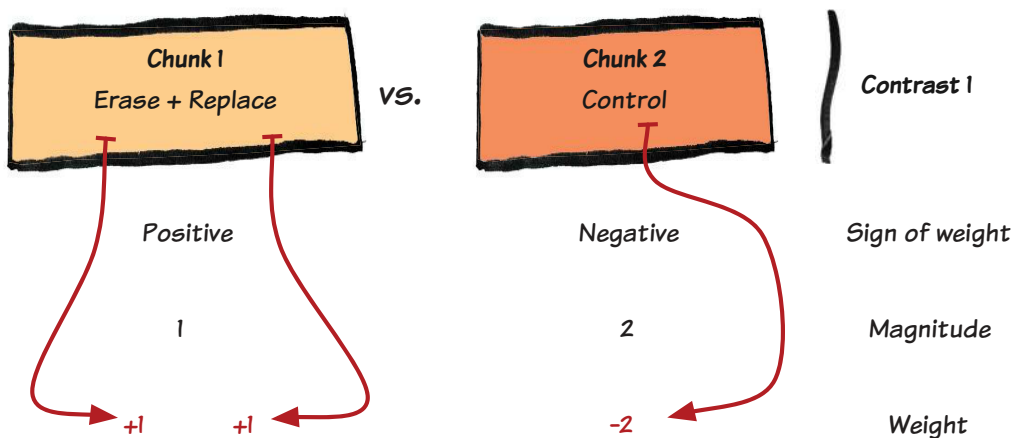 Chunk 1
Erase + Replace
vs.
Chunk 2
Control
Contrast 1
Positive
Negative
Sign of weight
1
2
Magnitude
+1
+1
-2
Weight